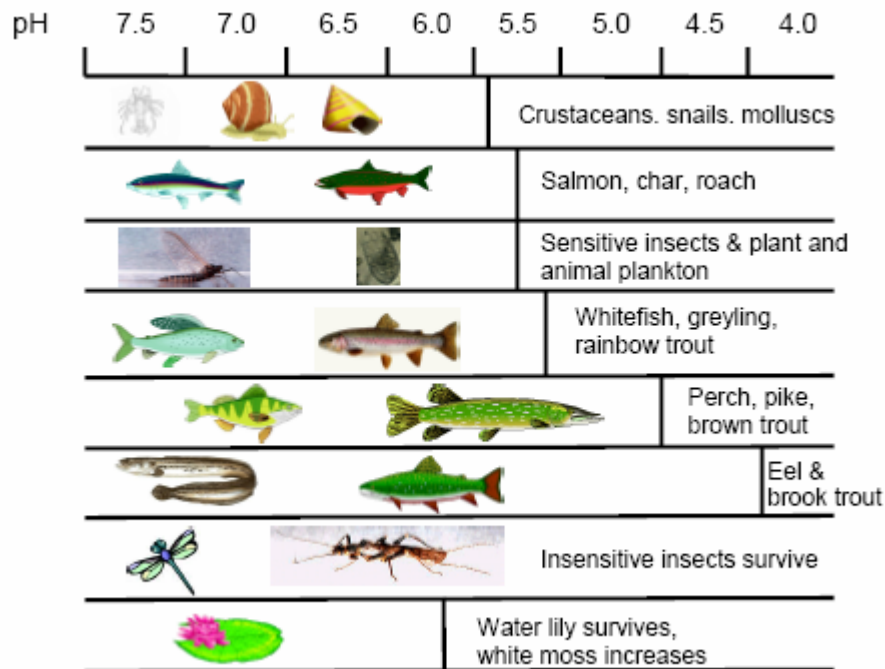 pH 7.5 7.0 6.5 6.0 5.5 5.0 4.5 4.0
Crustaceans. snails. molluscs
Salmon, char, roach
Sensitive insects & plant and
animal plankton
Whitefish, greyling,
rainbow trout
Perch, pike,
brown trout
Eel &
brook trout
Insensitive insects survive
Water lily survives,
white moss increases